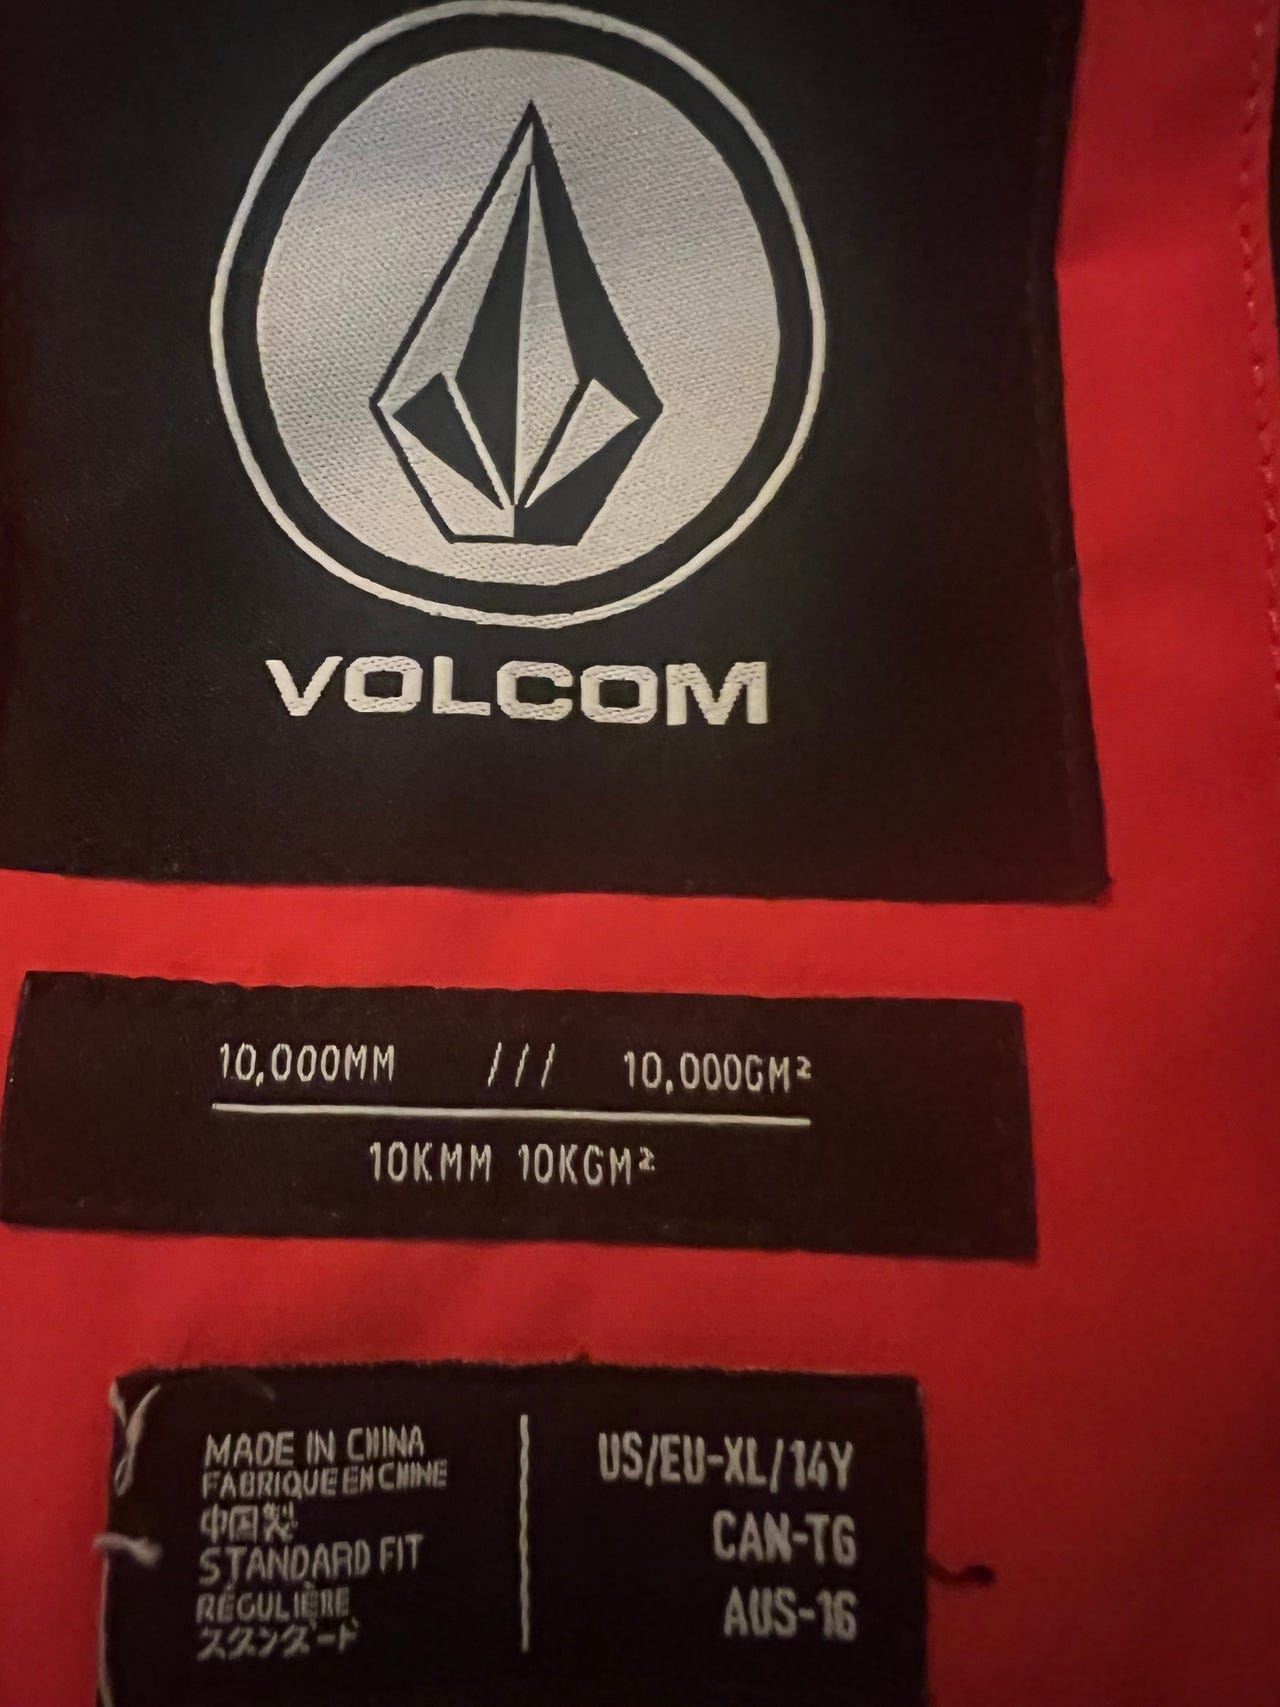 VOLCOM
10,000MM /// 10,000GM²
10KMM 10KGM²
MADE IN CHINA
FABRIQUE EN CHINE
中国製
STANDARD FIT
RÉGULIÈRE
スタンダード
US/EU-XL/14Y
CAN-TG
AUS-16